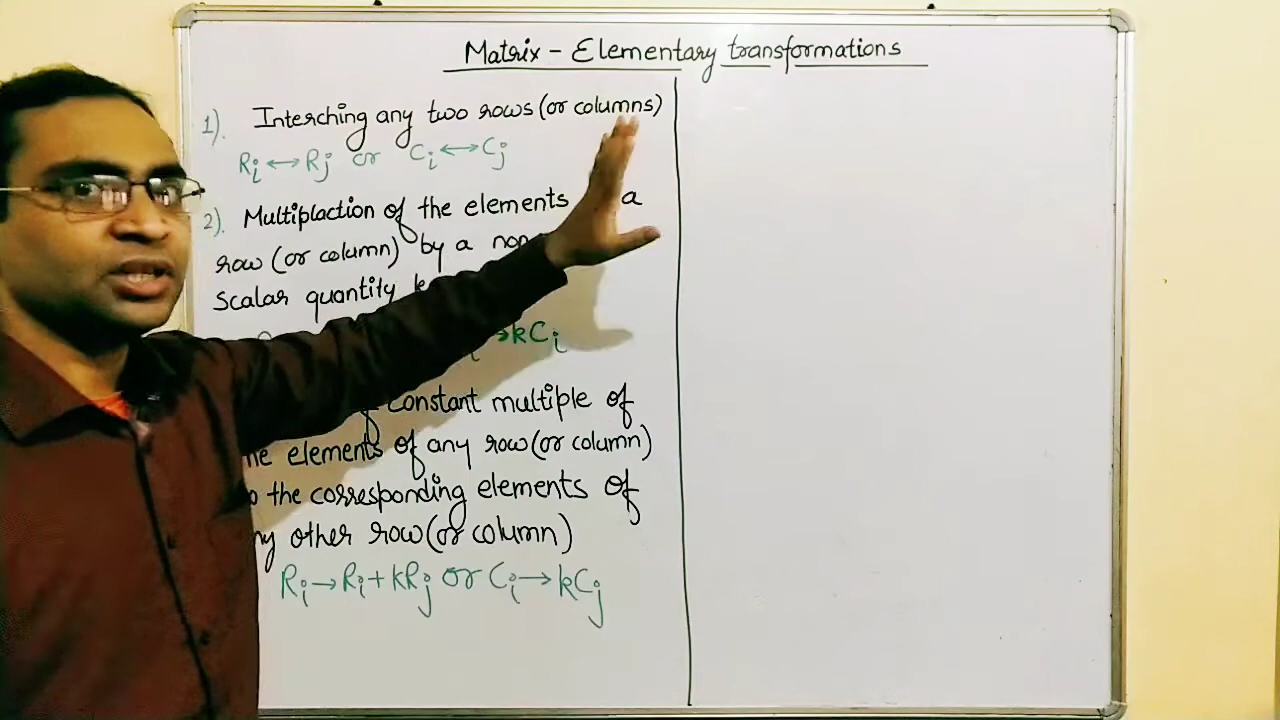 Matrix - Elementary transformations
1). Interching any two rows (or columns)
Ri ↔ Rj or Ci ↔ Cj
2). Multiplaction of the elements a
row (or column) by a non
Scalar quantity k
→ kCi
constant multiple of
elements of any row (or column)
the corresponding elements of
other row (or column)
Ri → Ri + kRj or Ci → kCj